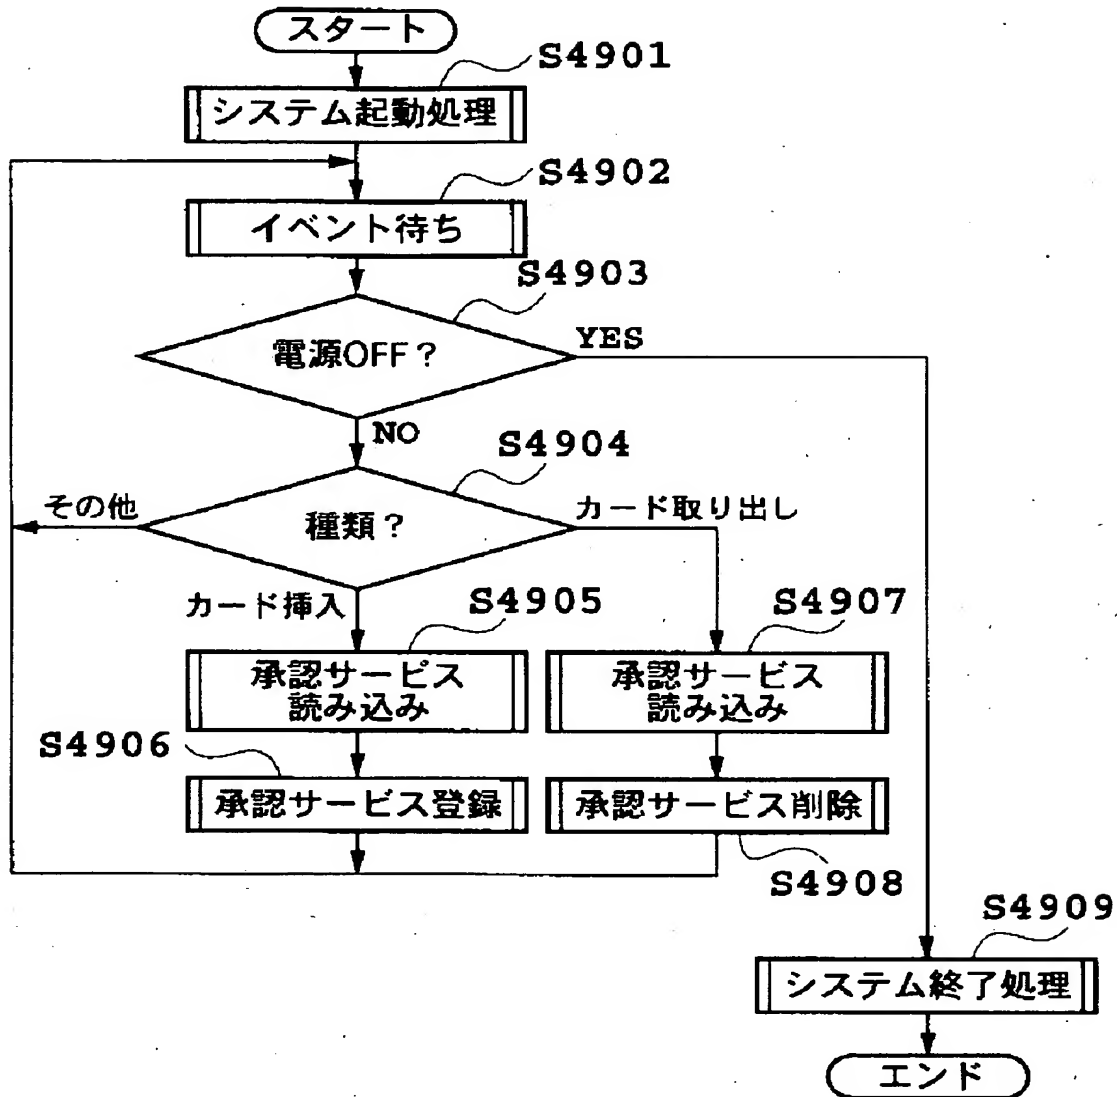 スタート
S4901
システム起動処理
S4902
イベント待ち
S4903
電源OFF？
YES
NO
S4904
その他
種類？
カード取り出し
カード挿入
S4905
S4907
承認サービス
読み込み
承認サービス
読み込み
S4906
承認サービス登録
承認サービス削除
S4908
S4909
システム終了処理
エンド